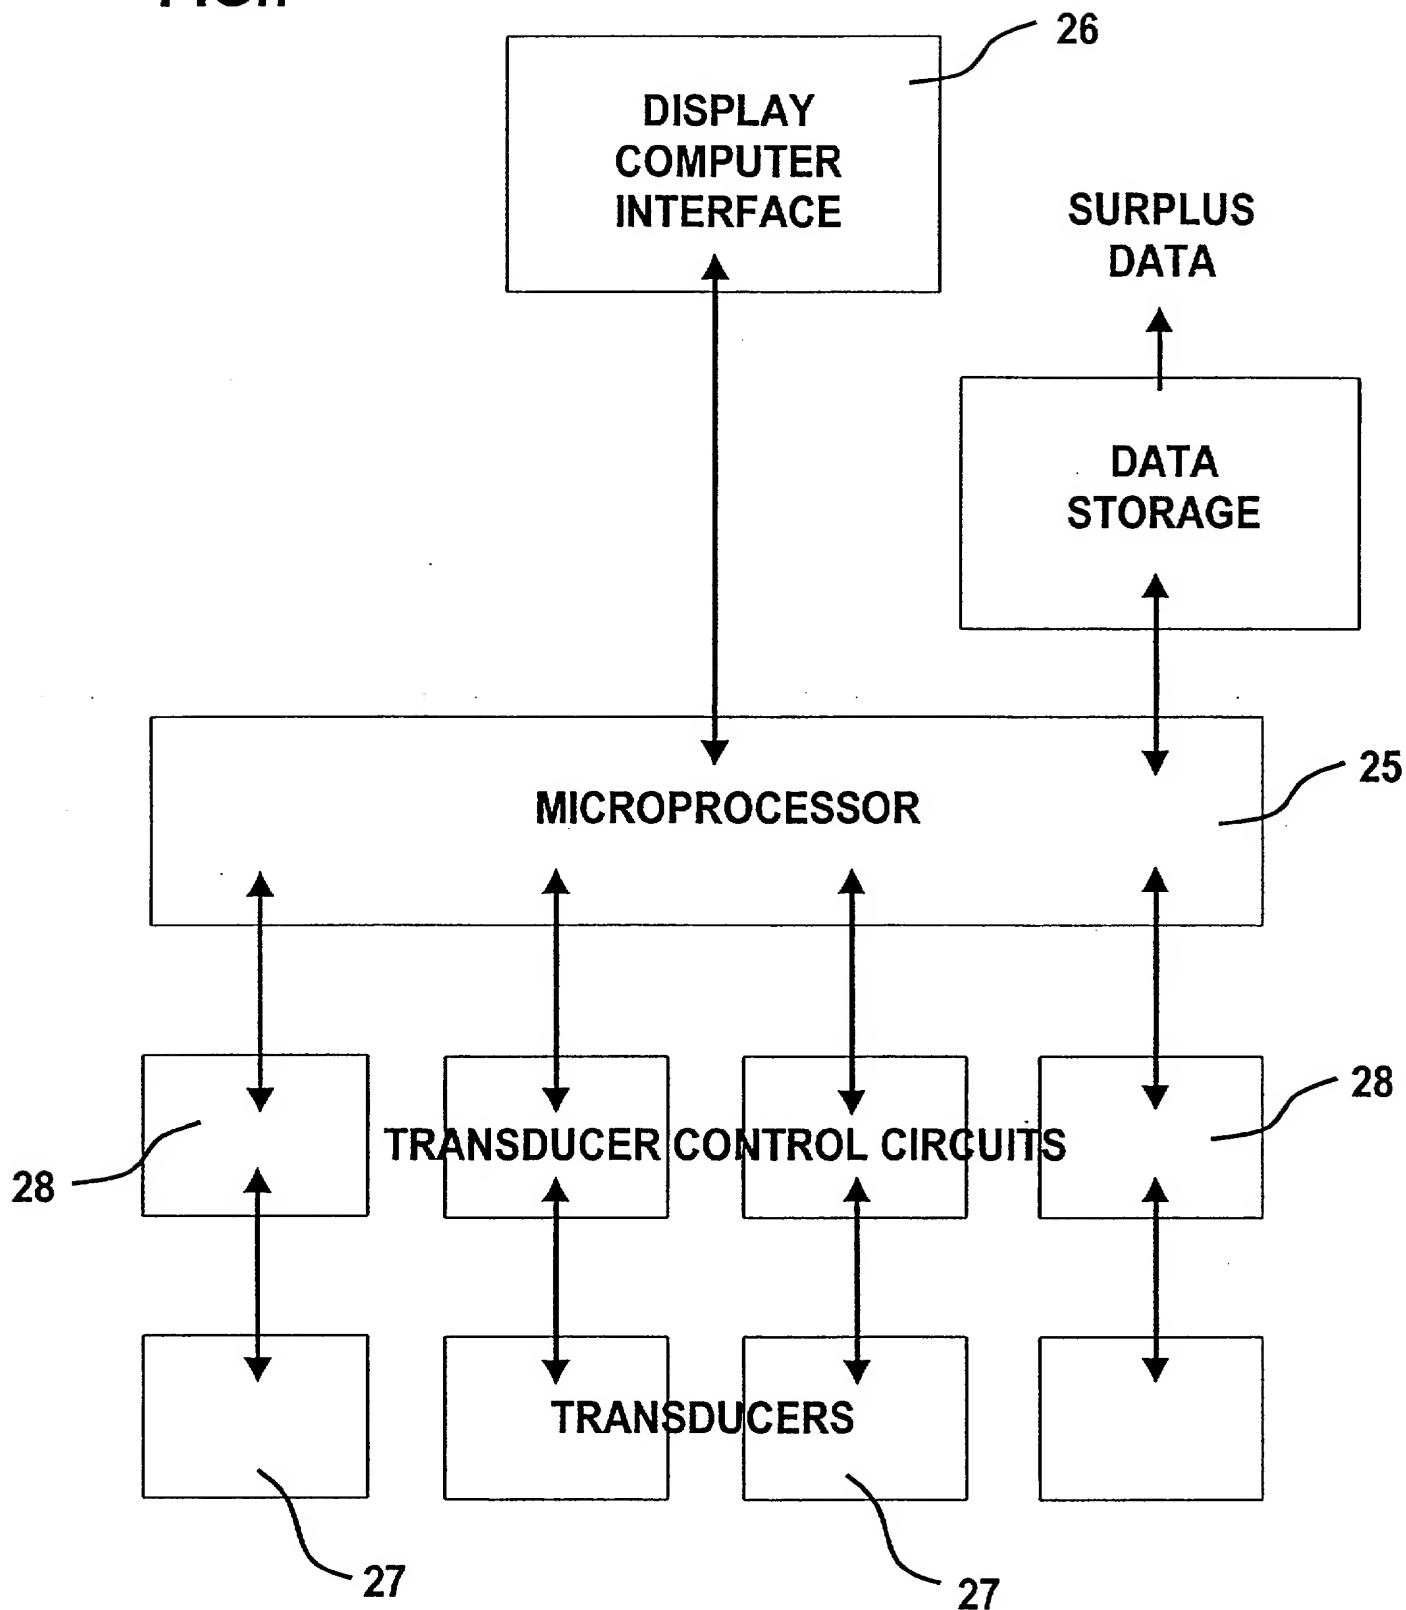 26
DISPLAY
COMPUTER
INTERFACE
SURPLUS
DATA
DATA
STORAGE
25
MICROPROCESSOR
28
TRANSDUCER CONTROL CIRCUITS
28
TRANSDUCERS
27
27